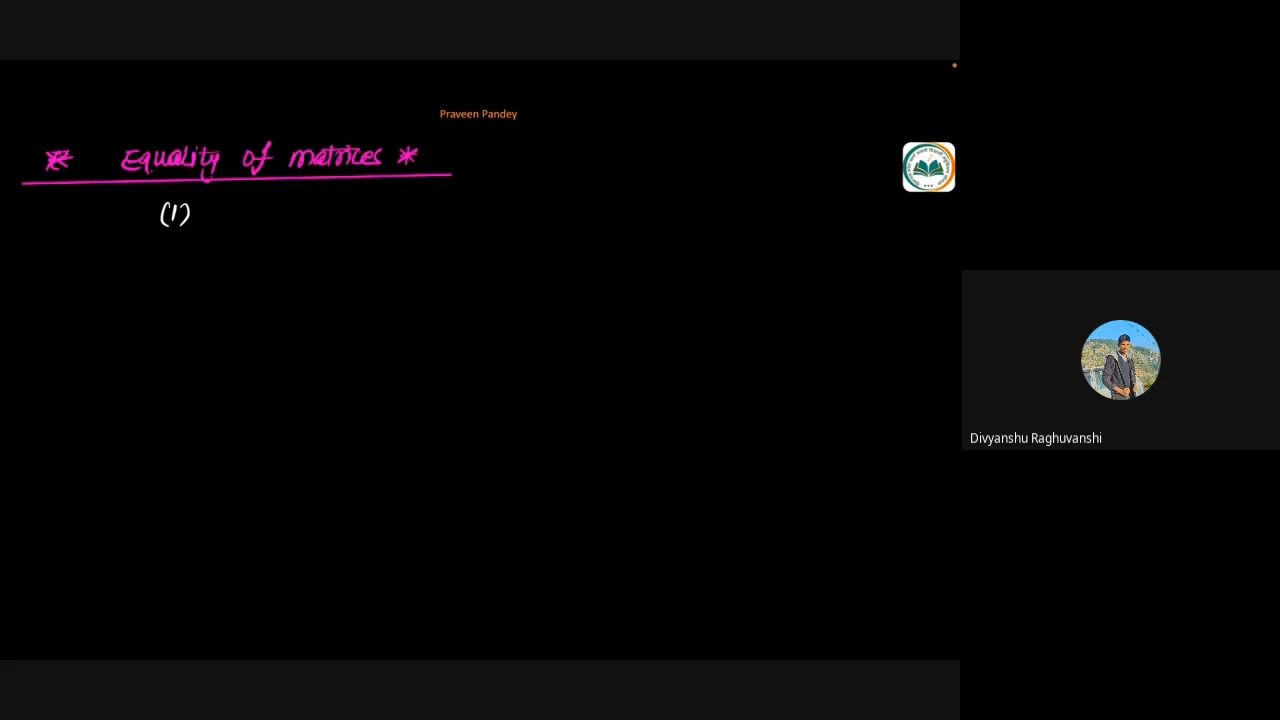 Praveen Pandey
* Equality of matrices *
(1)
Divyanshu Raghuvanshi